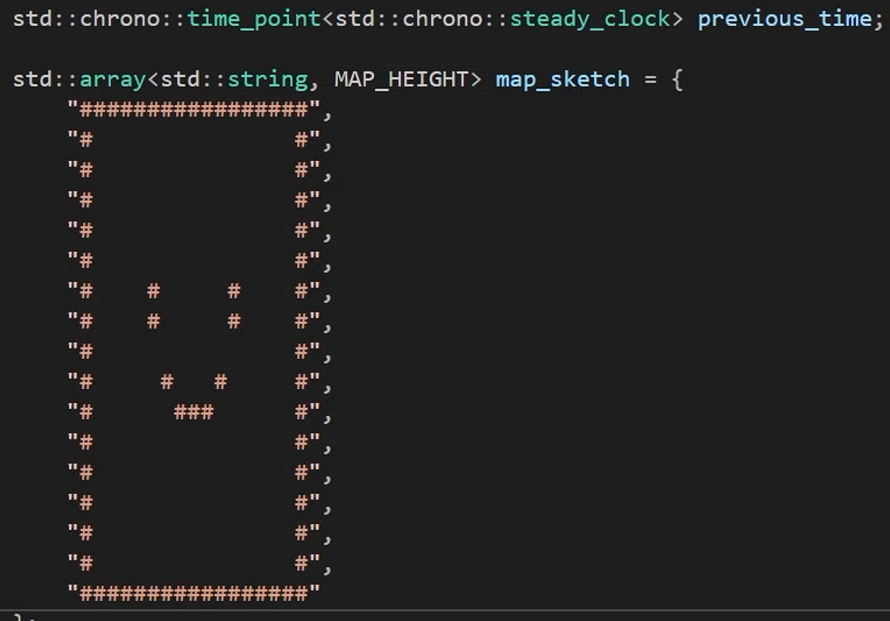 std::chrono::time_point<std::chrono::steady_clock> previous_time;

std::array<std::string, MAP_HEIGHT> map_sketch = {
    "#################",
    "#               #",
    "#               #",
    "#               #",
    "#               #",
    "#               #",
    "#    #     #    #",
    "#    #     #    #",
    "#               #",
    "#     #   #     #",
    "#      ###      #",
    "#               #",
    "#               #",
    "#               #",
    "#               #",
    "#               #",
    "#################"
};